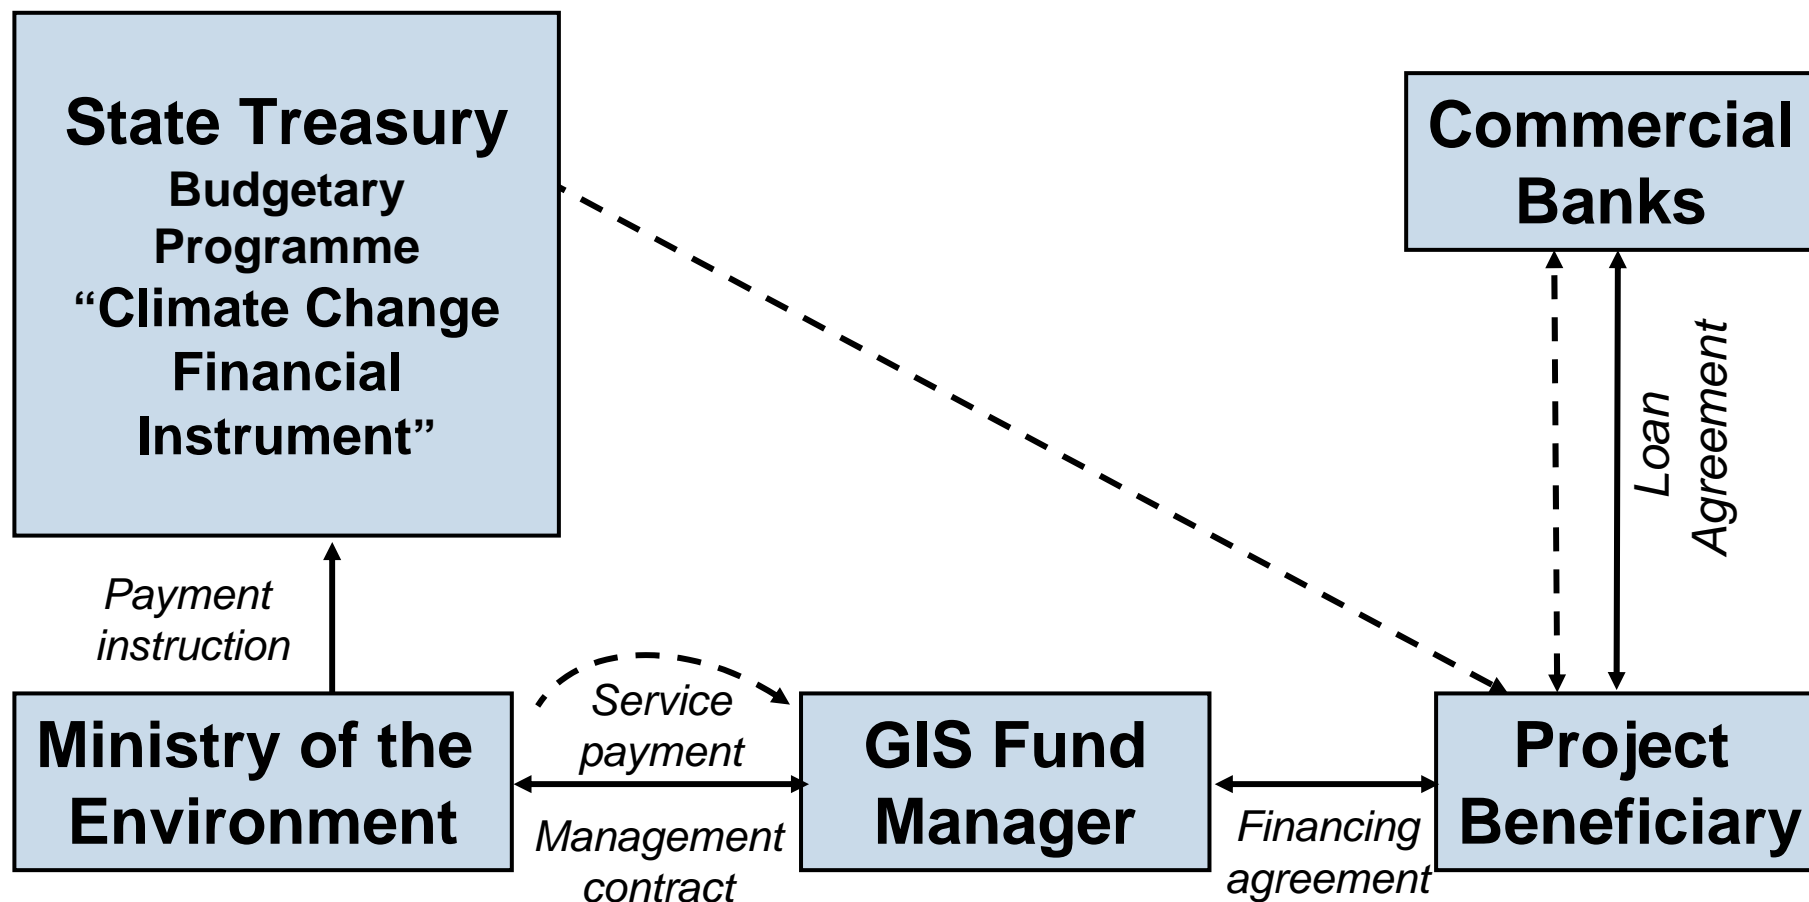 State Treasury
Budgetary
Programme
“Climate Change
Financial
Instrument”
Commercial
Banks
Loan
Agreement
Payment
instruction
Service
payment
Ministry of the
Environment
GIS Fund
Manager
Project
Beneficiary
Management
contract
Financing
agreement